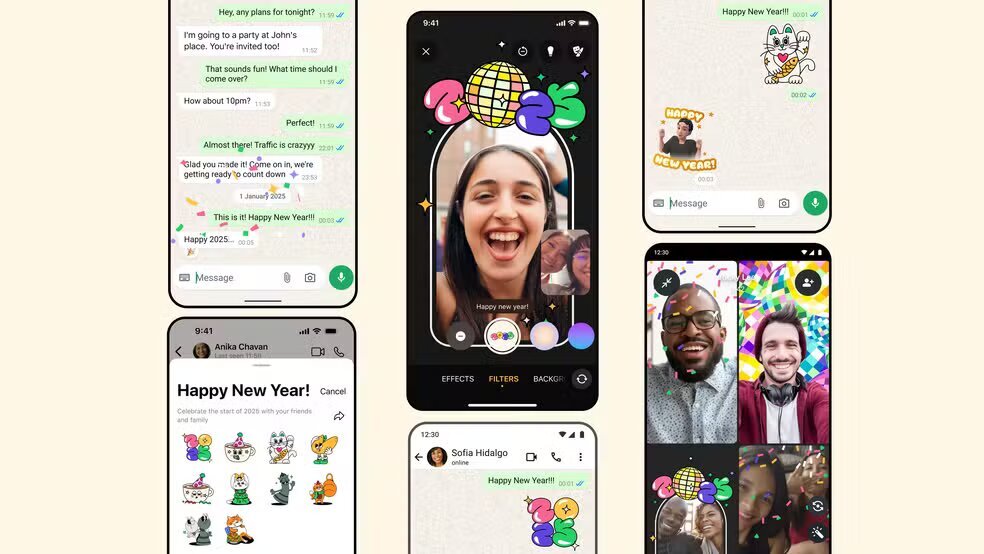 Hey, any plans for tonight? 11:59
I'm going to a party at John's
place. You're invited too! 11:52
That sounds fun! What time should I
come over? 11:59
How about 10pm? 11:53
Perfect! 11:59
Almost there! Traffic is crazyyy 22:01
Glad you made it! Come on in, we're
getting ready to count down 23:53
1 January 2025
This is it! Happy New Year!!! 00:03
Happy 2025... 00:05
Message
9:41
Anika Chavan
Last seen 11:59
Happy New Year! Cancel
Celebrate the start of 2025 with your friends
and family
9:41
2 25
Happy new year!
EFFECTS FILTERS BACKGR
12:30
Sofia Hidalgo
online
Happy New Year!!! 00:01
2025
Happy New Year!!! 00:01
00:02
HAPPY
NEW YEAR!
00:03
Message
12:30
2 25